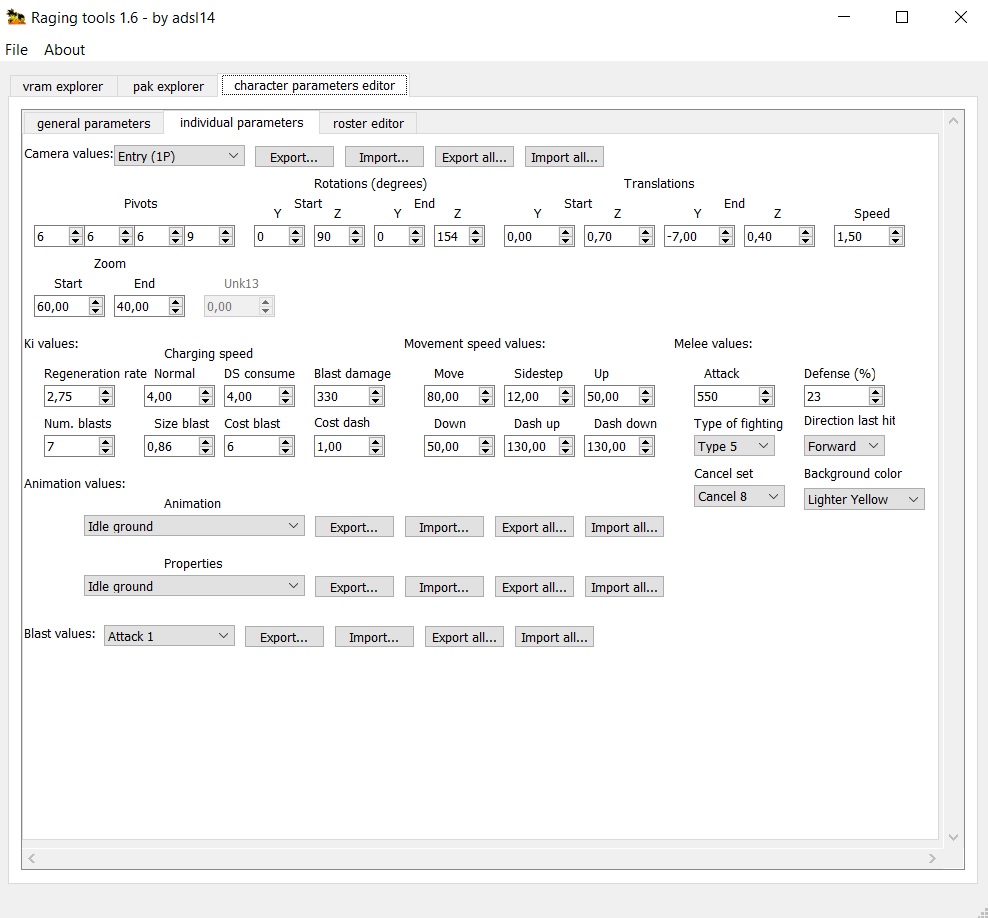 Raging tools 1.6 - by adsl14
File About
vram explorer pak explorer character parameters editor
general parameters individual parameters roster editor
Camera values: Entry (1P) Export... Import... Export all... Import all...
Rotations (degrees) Translations
Pivots Start End Start End
Y Z Y Z Y Z Y Z Speed
6 6 6 9 0 90 0 154 0,00 0,70 -7,00 0,40 1,50
Zoom
Start End Unk13
60,00 40,00 0,00
Ki values: Movement speed values: Melee values:
Charging speed
Regeneration rate Normal DS consume Blast damage Move Sidestep Up Attack Defense (%)
2,75 4,00 4,00 330 80,00 12,00 50,00 550 23
Num. blasts Size blast Cost blast Cost dash Down Dash up Dash down Type of fighting Direction last hit
7 0,86 6 1,00 50,00 130,00 130,00 Type 5 Forward
Cancel set Background color
Cancel 8 Lighter Yellow
Animation values:
Animation
Idle ground Export... Import... Export all... Import all...
Properties
Idle ground Export... Import... Export all... Import all...
Blast values: Attack 1 Export... Import... Export all... Import all...